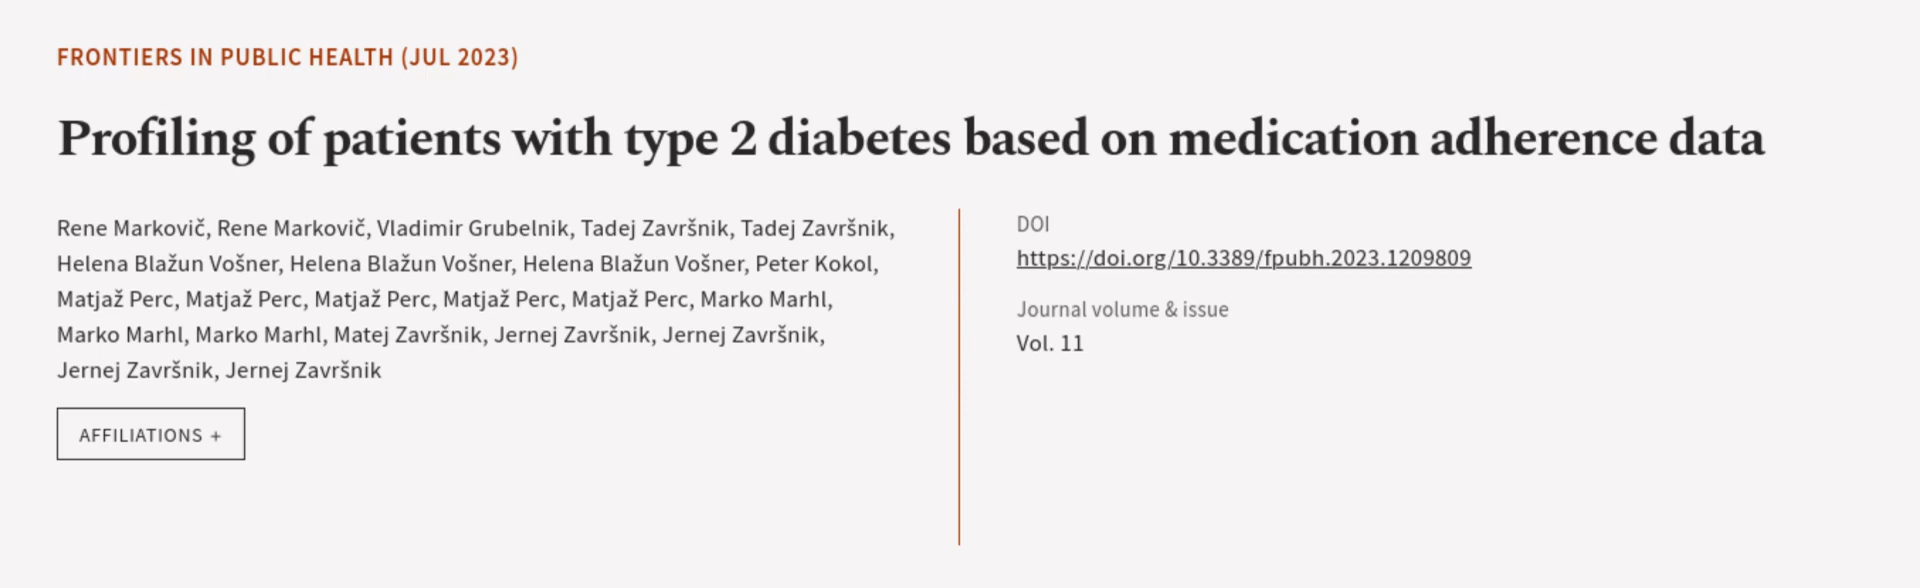 FRONTIERS IN PUBLIC HEALTH (JUL 2023)
Profiling of patients with type 2 diabetes based on medication adherence data
Rene Markovič, Rene Markovič, Vladimir Grubelnik, Tadej Završnik, Tadej Završnik,
Helena Blažun Vošner, Helena Blažun Vošner, Helena Blažun Vošner, Peter Kokol,
Matjaž Perc, Matjaž Perc, Matjaž Perc, Matjaž Perc, Matjaž Perc, Marko Marhl,
Marko Marhl, Marko Marhl, Matej Završnik, Jernej Završnik, Jernej Završnik,
Jernej Završnik, Jernej Završnik
AFFILIATIONS +
DOI
https://doi.org/10.3389/fpubh.2023.1209809
Journal volume & issue
Vol. 11